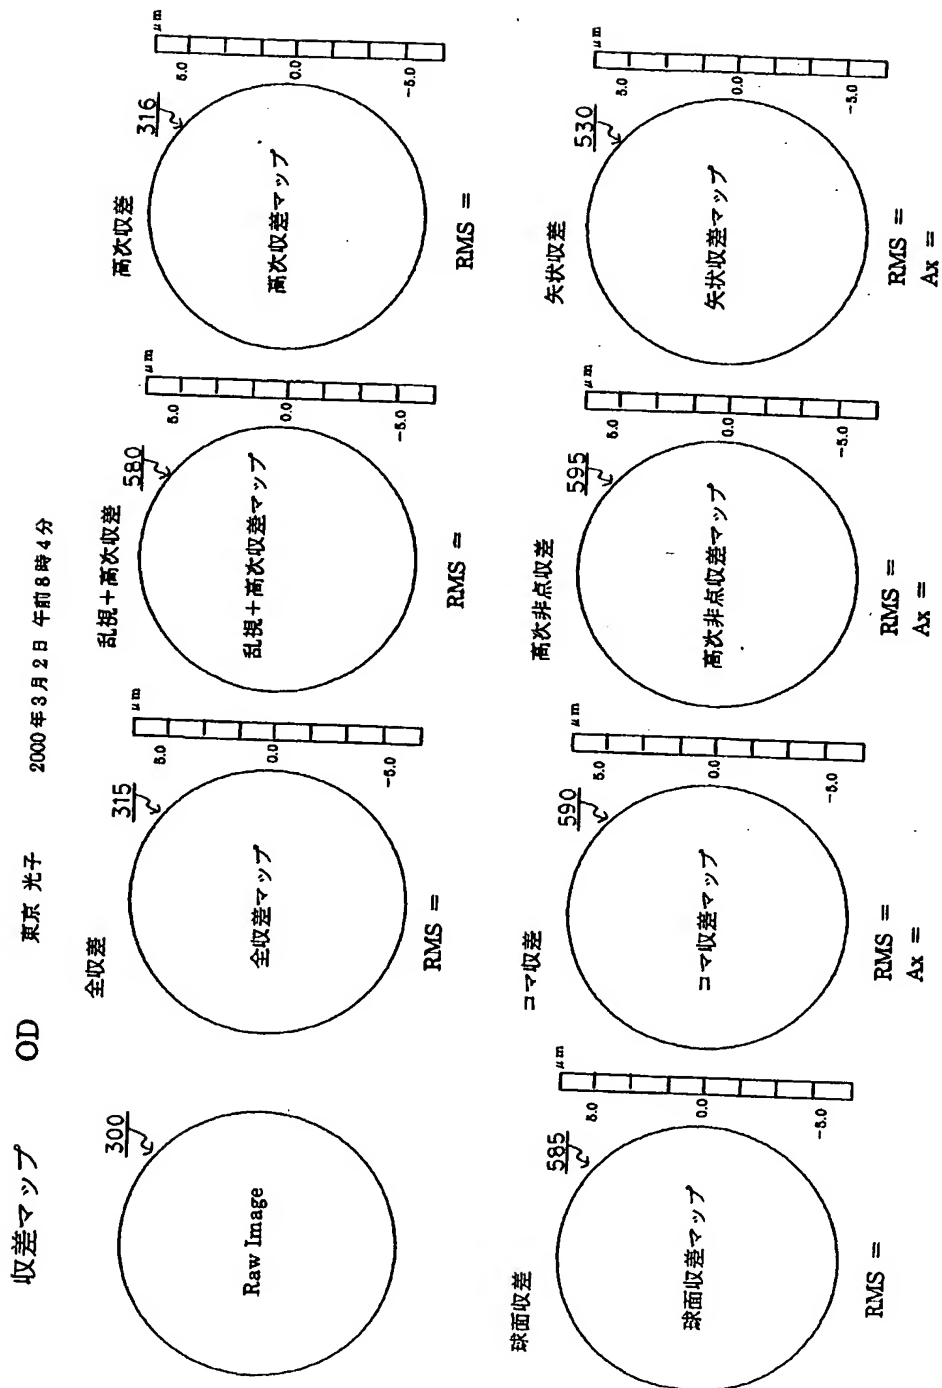 収差マップ OD 東京 光子 2000年3月2日 午前8時4分
300
Raw Image
全収差
315
全収差マップ
μm
5.0
0.0
-5.0
RMS =
乱視+高次収差
580
乱視+高次収差マップ
μm
5.0
0.0
-5.0
RMS =
高次収差
316
高次収差マップ
μm
5.0
0.0
-5.0
RMS =
球面収差
585
球面収差マップ
μm
5.0
0.0
-5.0
RMS =
コマ収差
590
コマ収差マップ
μm
5.0
0.0
-5.0
RMS =
Ax =
高次非点収差
595
高次非点収差マップ
μm
5.0
0.0
-5.0
RMS =
Ax =
矢状収差
530
矢状収差マップ
μm
5.0
0.0
-5.0
RMS =
Ax =